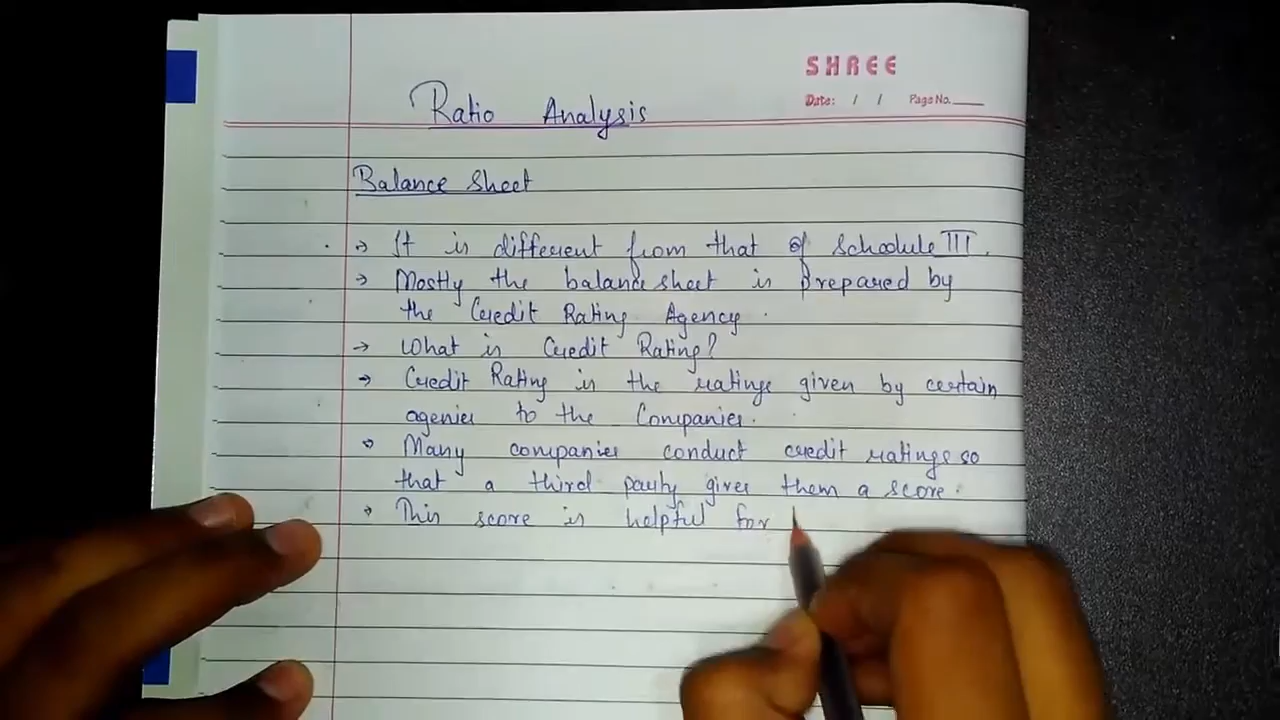 SHREE
Date: / / Page No.
Ratio Analysis
Balance Sheet
→ It is different from that of Schedule III.
→ Mostly the balance sheet is prepared by
the Credit Rating Agency.
→ What is Credit Rating?
→ Credit Rating is the ratings given by certain
agenies to the Companies.
→ Many companies conduct credit ratings so
that a third party gives them a score.
→ This score is helpful for